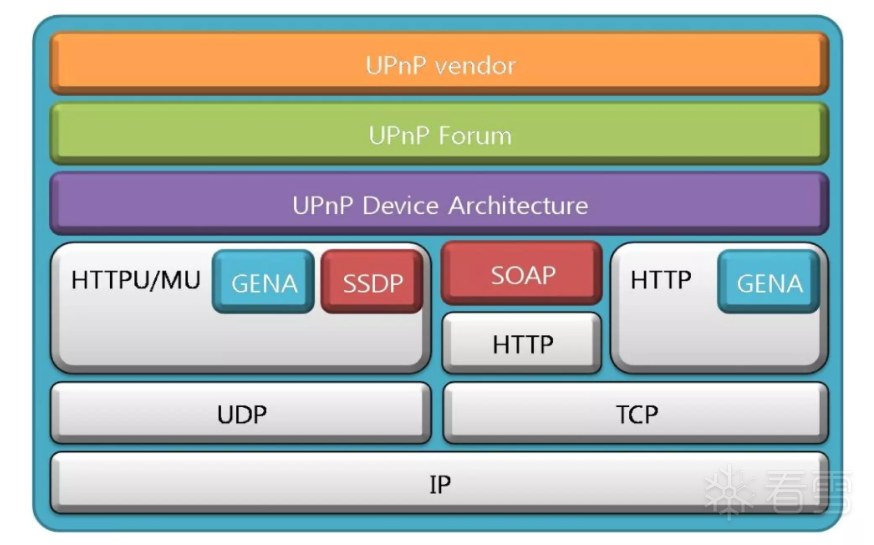 UPnP vendor
UPnP Forum
UPnP Device Architecture
HTTPU/MU GENA SSDP SOAP HTTP GENA
HTTP
UDP TCP
IP
看雪